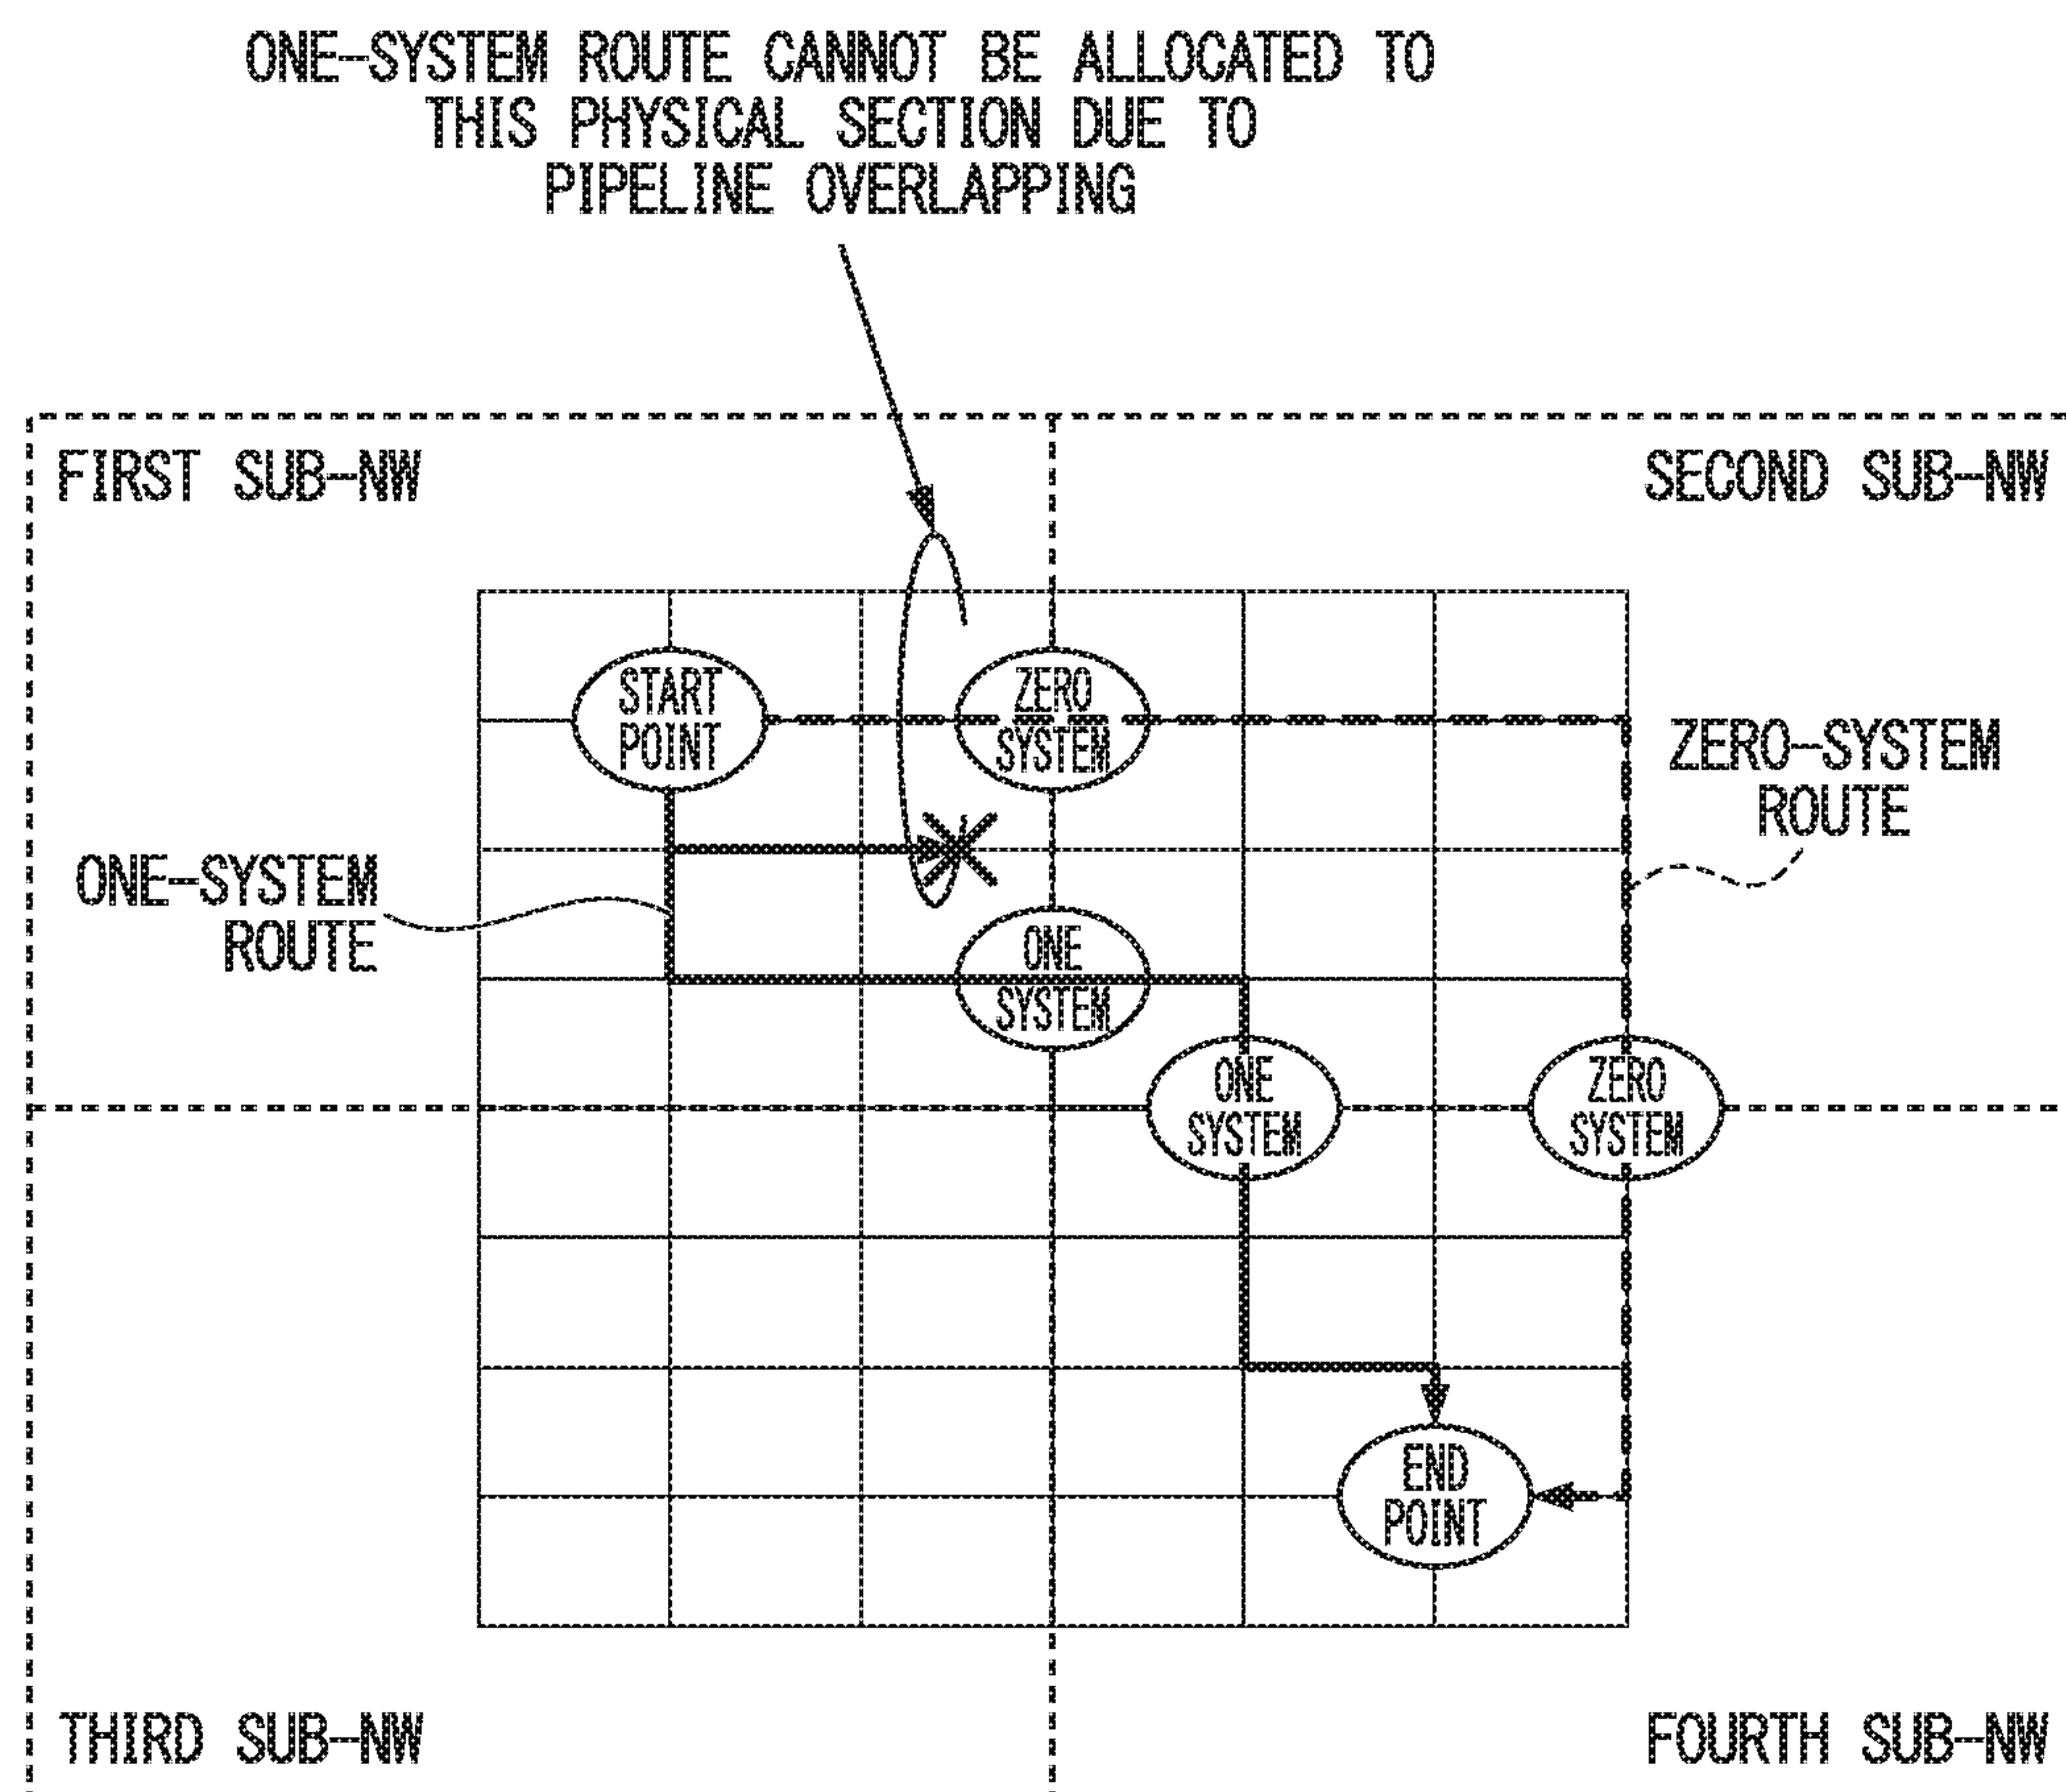 ONE-SYSTEM ROUTE CANNOT BE ALLOCATED TO
THIS PHYSICAL SECTION DUE TO
PIPELINE OVERLAPPING
FIRST SUB-NW
SECOND SUB-NW
START
POINT
ZERO
SYSTEM
ZERO-SYSTEM
ROUTE
ONE-SYSTEM
ROUTE
ONE
SYSTEM
ONE
SYSTEM
ZERO
SYSTEM
END
POINT
THIRD SUB-NW
FOURTH SUB-NW